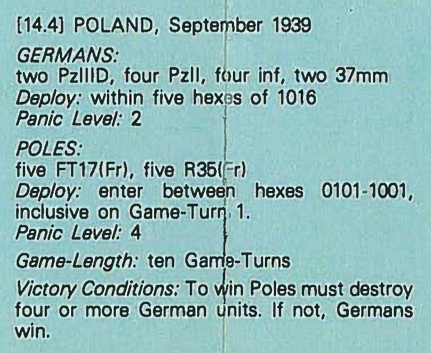 [14.4] POLAND, September 1939
GERMANS:
two PzIIID, four PzII, four inf, two 37mm
Deploy: within five hexes of 1016
Panic Level: 2
POLES:
five FT17(Fr), five R35(Fr)
Deploy: enter between hexes 0101-1001,
inclusive on Game-Turn 1.
Panic Level: 4
Game-Length: ten Game-Turns
Victory Conditions: To win Poles must destroy
four or more German units. If not, Germans
win.